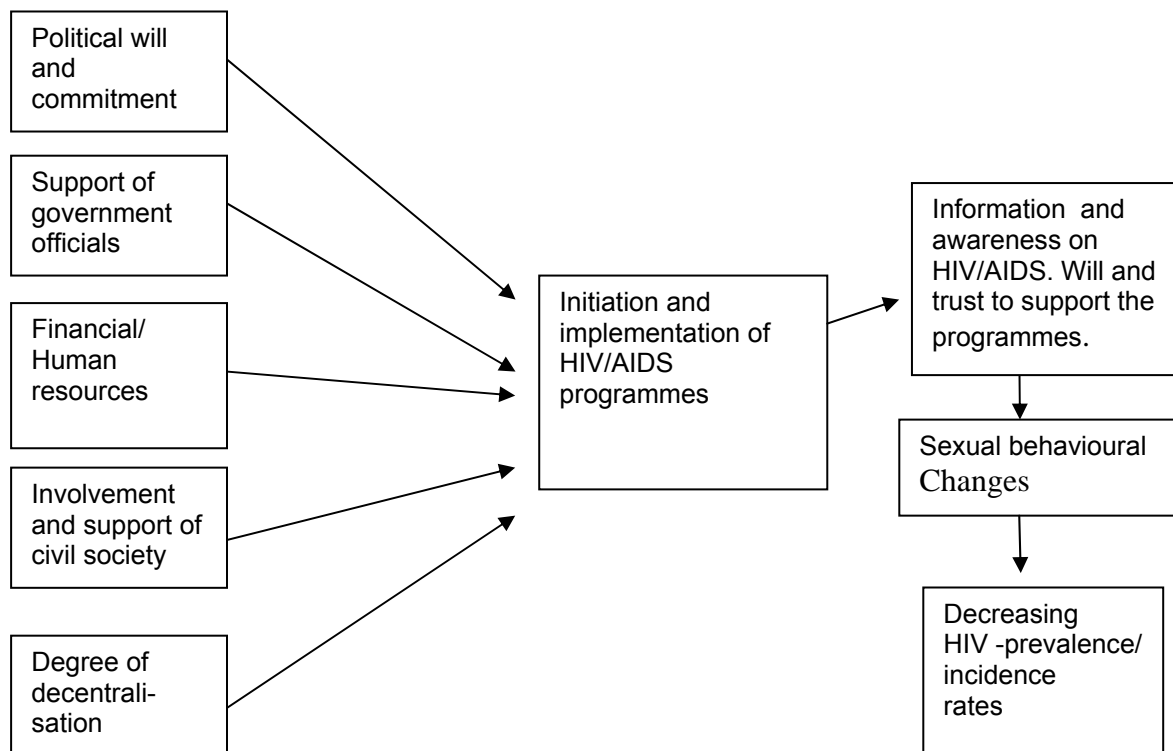 Political will
and
commitment
Support of
government
officials
Financial/
Human
resources
Involvement
and support of
civil society
Degree of
decentrali-
sation
Initiation and
implementation of
HIV/AIDS
programmes
Information and
awareness on
HIV/AIDS. Will and
trust to support the
programmes.
Sexual behavioural
Changes
Decreasing
HIV -prevalence/
incidence
rates